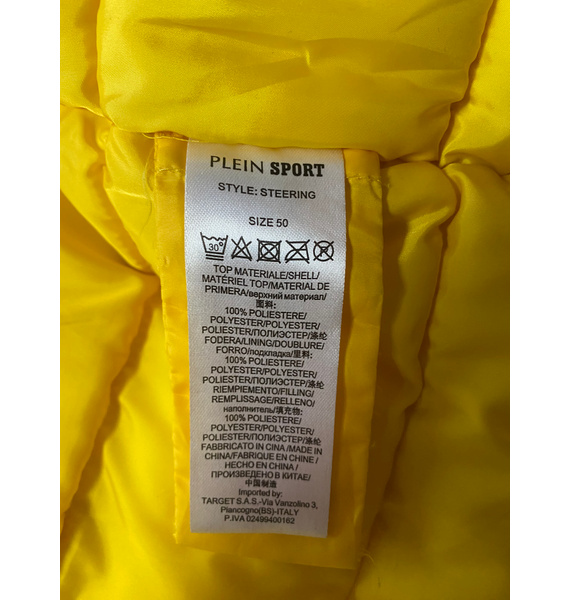 PLEIN SPORT
STYLE: STEERING
SIZE 50
30°
TOP MATERIALE/SHELL/
MATÉRIEL TOP/MATERIAL DE
PRIMERA/верхний материал/
面料:
100% POLIESTERE/
POLYESTER/POLYESTER/
POLIESTER/ПОЛИЭСТЕР/涤纶
FODERA/LINING/DOUBLURE/
FORRO/подкладка/里料:
100% POLIESTERE/
POLYESTER/POLYESTER/
POLIESTER/ПОЛИЭСТЕР/涤纶
RIEMPIEMENTO/FILLING/
REMPLISSAGE/RELLENO/
наполнитель/填充物:
100% POLIESTERE/
POLYESTER/POLYESTER/
POLIESTER/ПОЛИЭСТЕР/涤纶
FABBRICATO IN CINA /MADE IN
CHINA/FABRIQUE EN CHINE/
HECHO EN CHINA /
ПРОИЗВЕДЕНО В КИТАЕ/
中国制造
Imported by:
TARGET S.A.S.-Via Vanzolino 3,
Piancogno(BS)-ITALY
P.IVA 02499400162